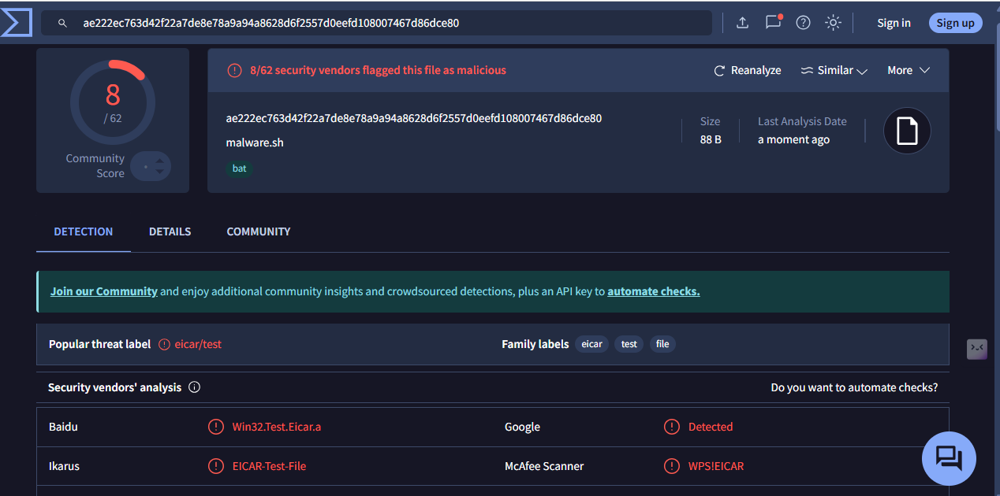 ae222ec763d42f22a7de8e78a9a94a8628d6f2557d0eefd108007467d86dce80
Sign in
Sign up
8
/ 62
Community
Score
8/62 security vendors flagged this file as malicious
Reanalyze
Similar
More
ae222ec763d42f22a7de8e78a9a94a8628d6f2557d0eefd108007467d86dce80
malware.sh
bat
Size
88 B
Last Analysis Date
a moment ago
DETECTION
DETAILS
COMMUNITY
Join our Community and enjoy additional community insights and crowdsourced detections, plus an API key to automate checks.
Popular threat label
eicar/test
Family labels
eicar
test
file
Security vendors' analysis
Do you want to automate checks?
Baidu
Win32.Test.Eicar.a
Google
Detected
Ikarus
EICAR-Test-File
McAfee Scanner
WPS!EICAR